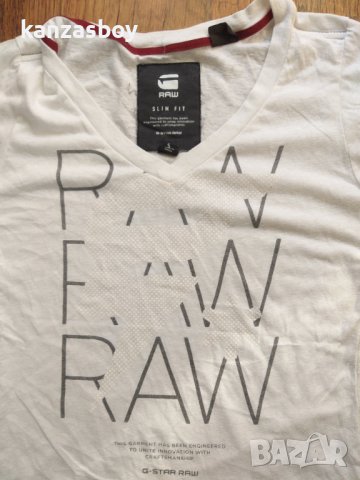 kanzasboy
RAW
SLIM FIT
RAW
RAW
RAW
THIS GARMENT HAS BEEN ENGINEERED
TO UNITE INNOVATION WITH
CRAFTSMANSHIP
G-STAR RAW
BAZAR